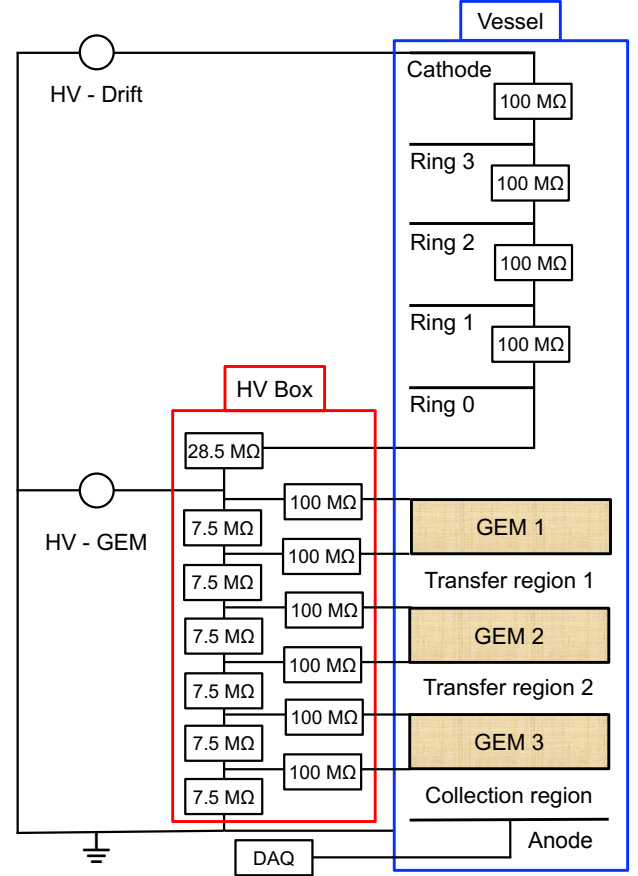 Vessel
Cathode
HV - Drift
100 MΩ
Ring 3
100 MΩ
Ring 2
100 MΩ
Ring 1
100 MΩ
HV Box
Ring 0
28.5 MΩ
100 MΩ
GEM 1
7.5 MΩ
HV - GEM
100 MΩ
7.5 MΩ
Transfer region 1
100 MΩ
7.5 MΩ
GEM 2
100 MΩ
7.5 MΩ
Transfer region 2
100 MΩ
7.5 MΩ
GEM 3
100 MΩ
7.5 MΩ
Collection region
Anode
DAQ